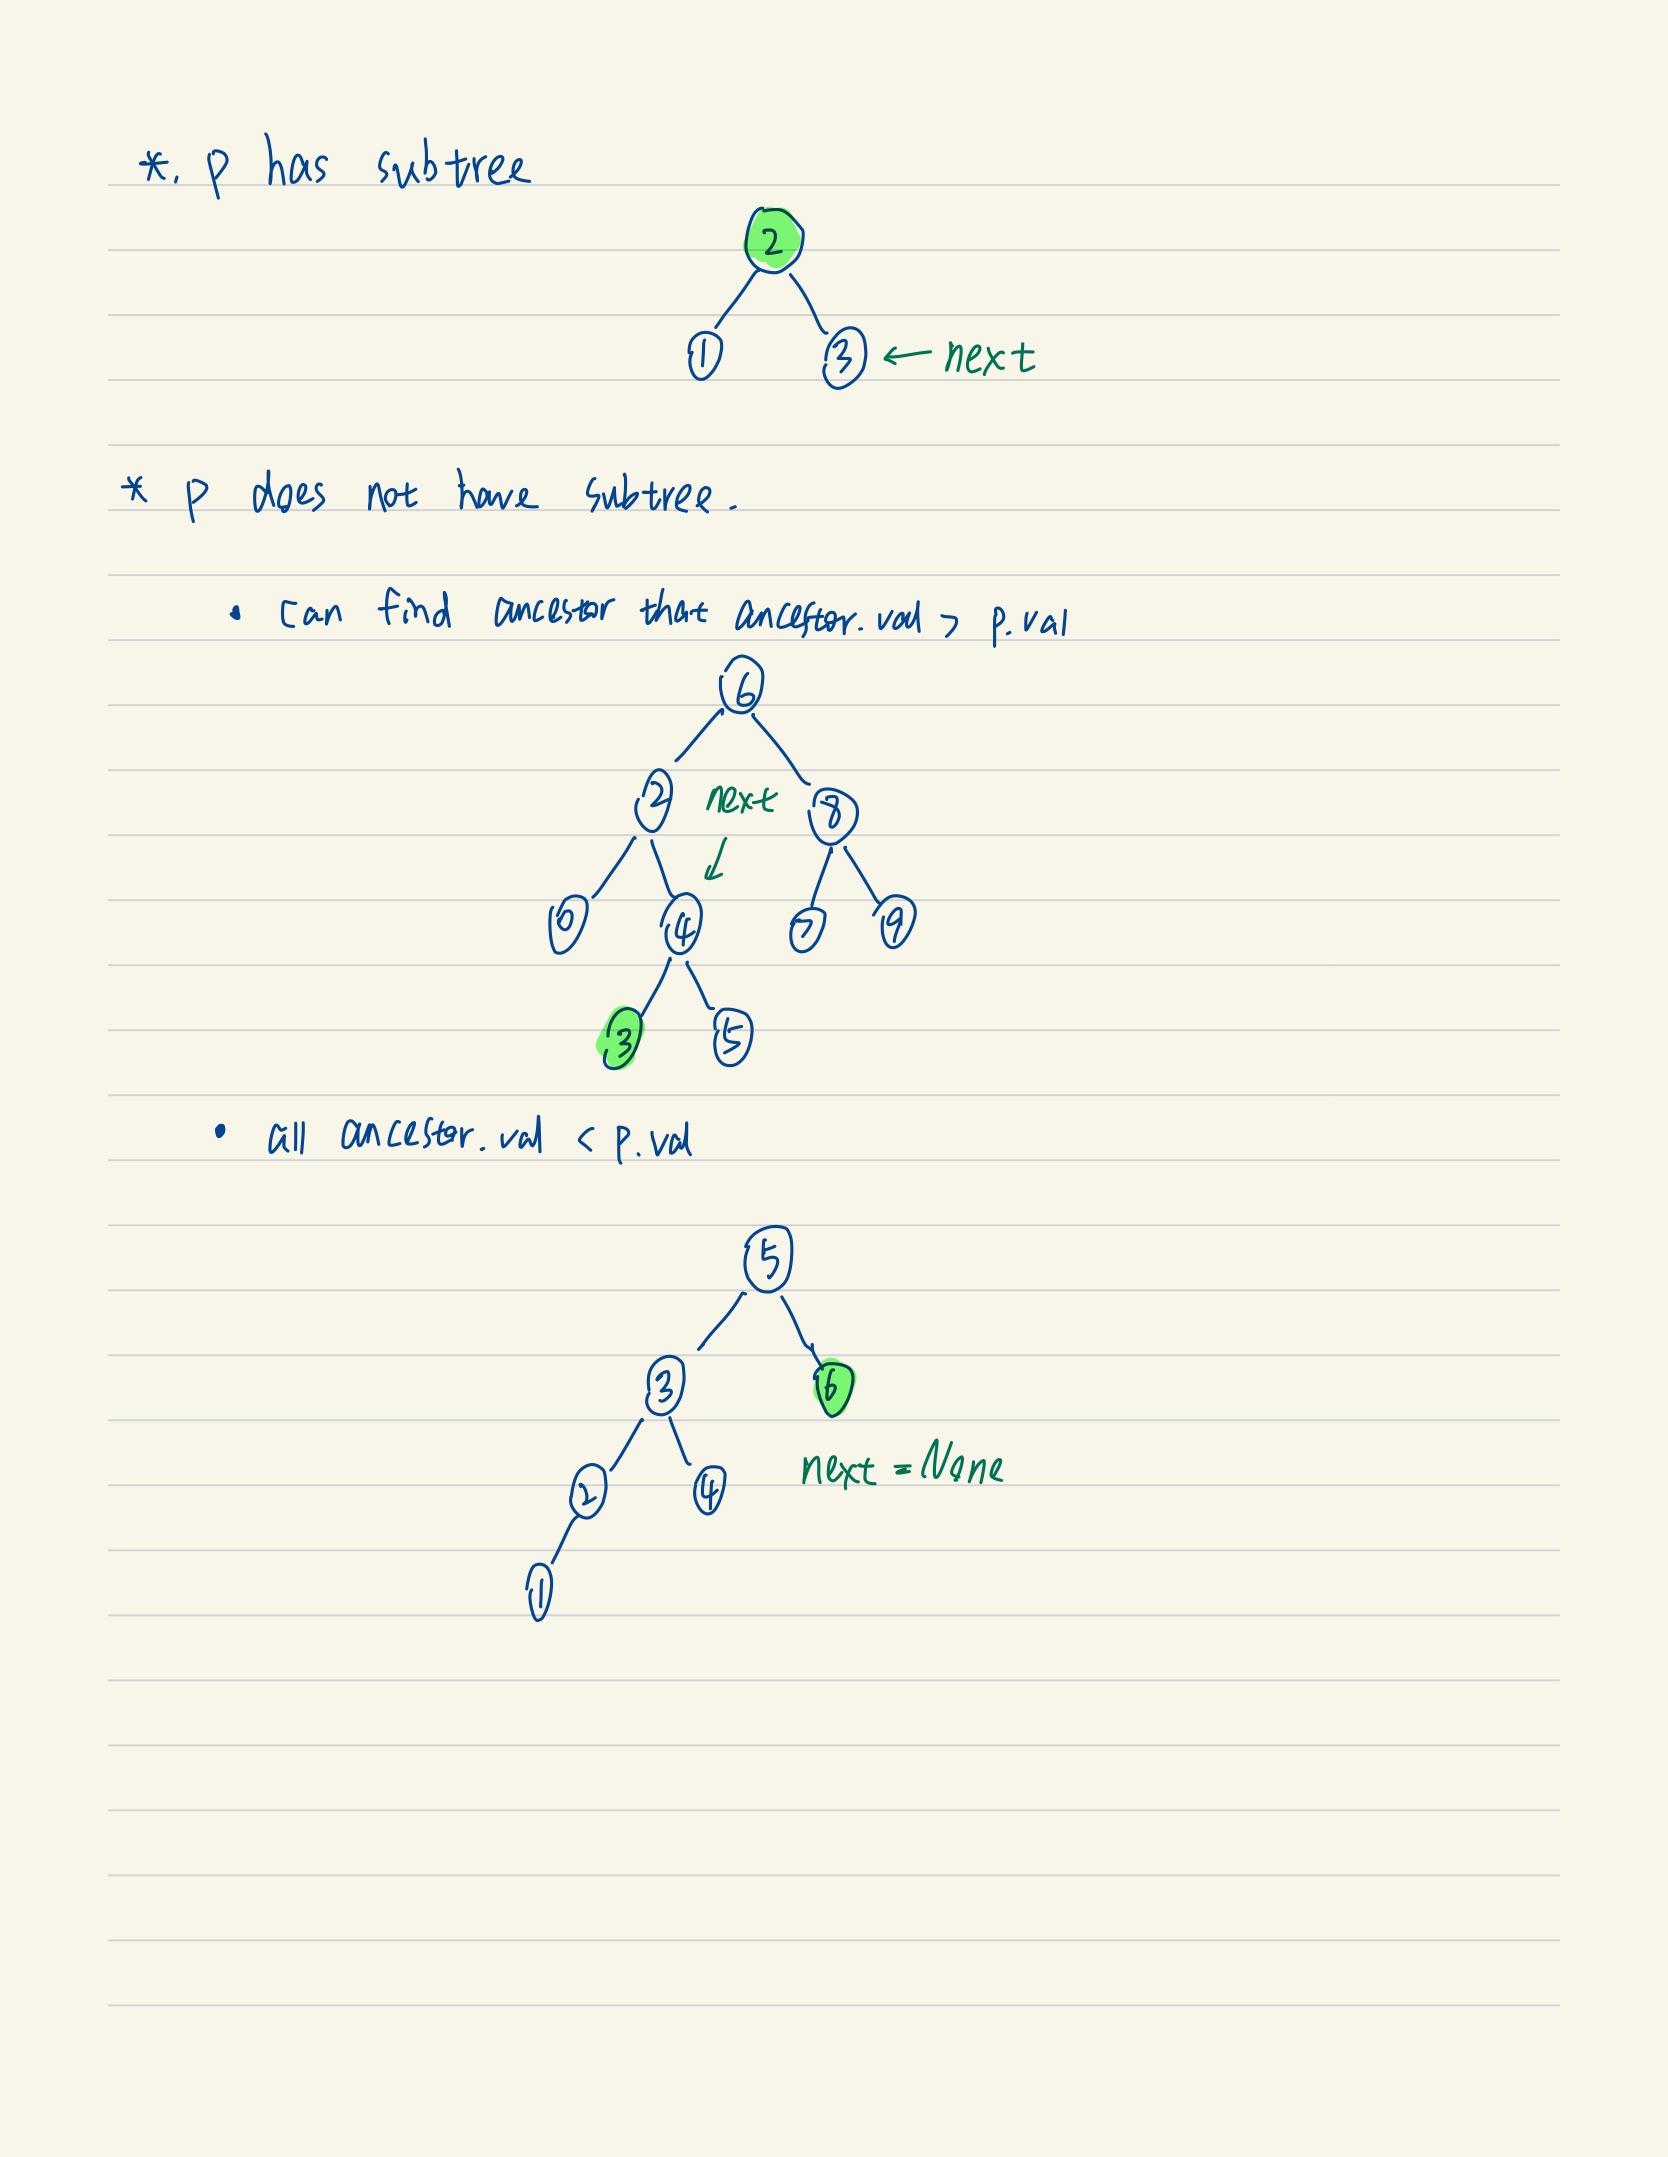 *. p has subtree
2
1 3 ← next
* p does not have subtree.
• can find ancestor that ancestor.val > p.val
6
2 next 8
0 4 7 9
3 5
• all ancestor.val < p.val
5
3 6
next = None
2 4
1